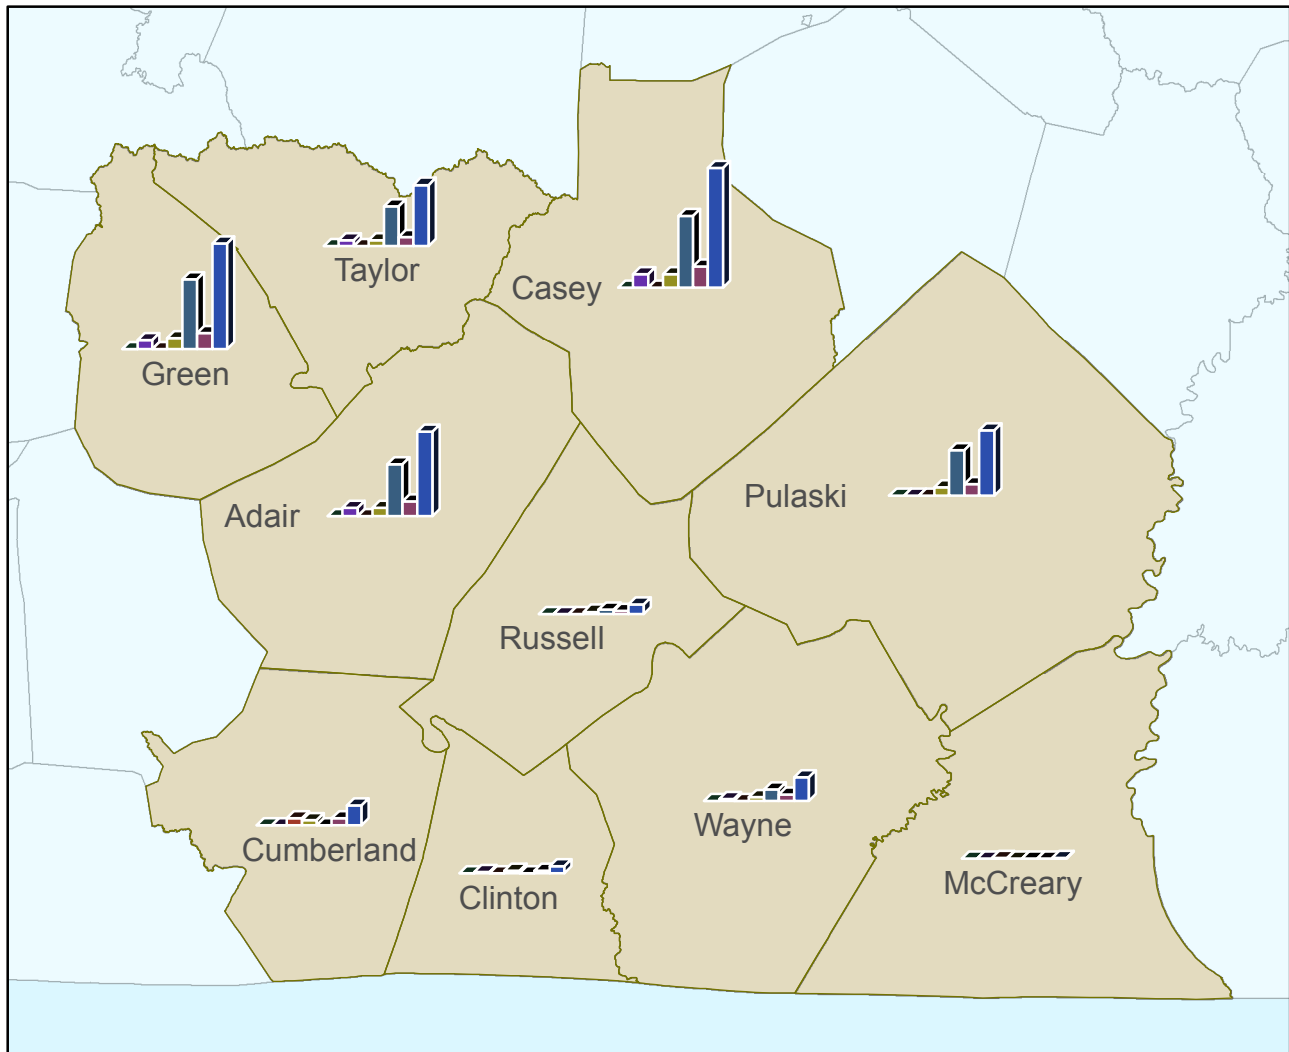 Taylor
Casey
Green
Pulaski
Adair
Russell
Wayne
Cumberland
McCreary
Clinton